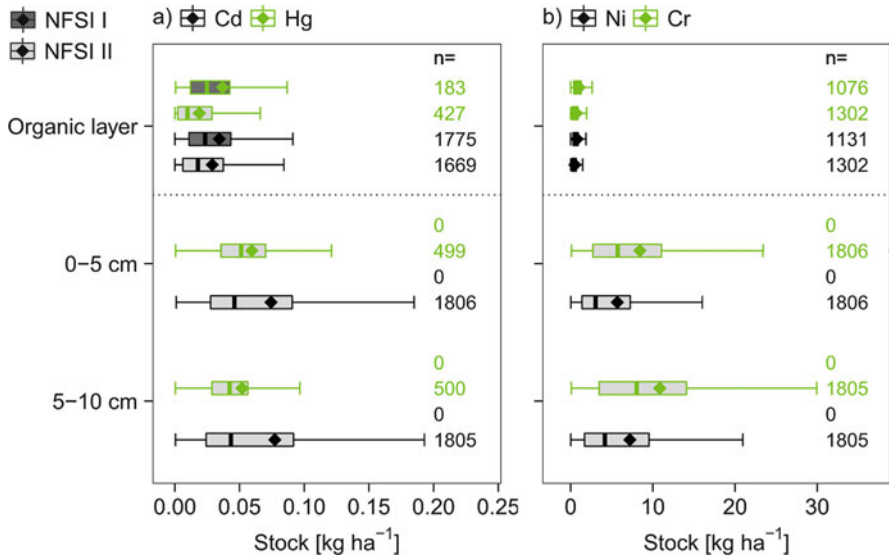 NFSI I
NFSI II
a) Cd Hg
b) Ni Cr
n=
n=
183
1076
427
1302
Organic layer
1775
1131
1669
1302
0
0
499
1806
0−5 cm
0
0
1806
1806
0
0
500
1805
5−10 cm
0
0
1805
1805
0.00 0.05 0.10 0.15 0.20 0.25
0 10 20 30
Stock [kg ha⁻¹]
Stock [kg ha⁻¹]